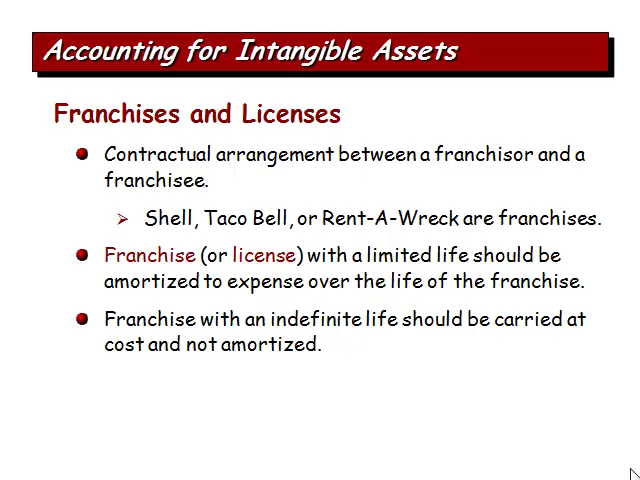 Accounting for Intangible Assets
Franchises and Licenses
Contractual arrangement between a franchisor and a
franchisee.
Shell, Taco Bell, or Rent-A-Wreck are franchises.
Franchise (or license) with a limited life should be
amortized to expense over the life of the franchise.
Franchise with an indefinite life should be carried at
cost and not amortized.